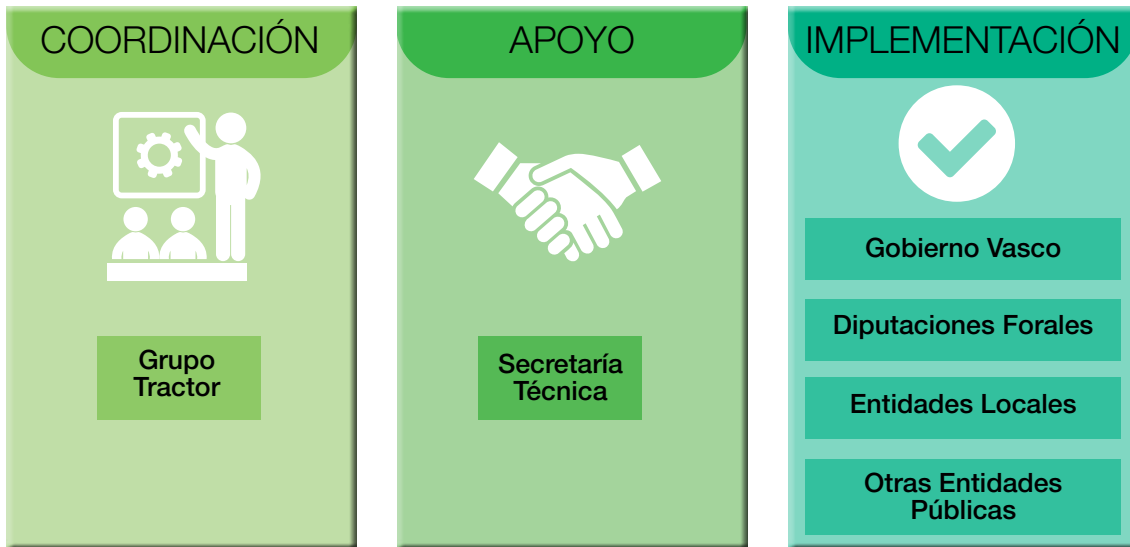 COORDINACIÓN
Grupo
Tractor
APOYO
Secretaría
Técnica
IMPLEMENTACIÓN
Gobierno Vasco
Diputaciones Forales
Entidades Locales
Otras Entidades
Públicas